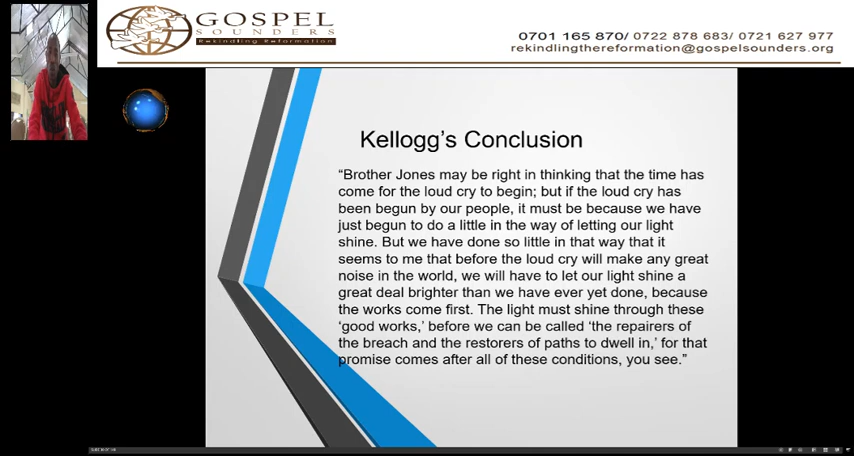 GOSPEL
SOUNDERS
Rekindling Reformation
0701 165 870/ 0722 878 683/ 0721 627 977
rekindlingthereformation@gospelsounders.org
Kellogg's Conclusion
“Brother Jones may be right in thinking that the time has
come for the loud cry to begin; but if the loud cry has
been begun by our people, it must be because we have
just begun to do a little in the way of letting our light
shine. But we have done so little in that way that it
seems to me that before the loud cry will make any great
noise in the world, we will have to let our light shine a
great deal brighter than we have ever yet done, because
the works come first. The light must shine through these
‘good works,’ before we can be called ‘the repairers of
the breach and the restorers of paths to dwell in,’ for that
promise comes after all of these conditions, you see.”